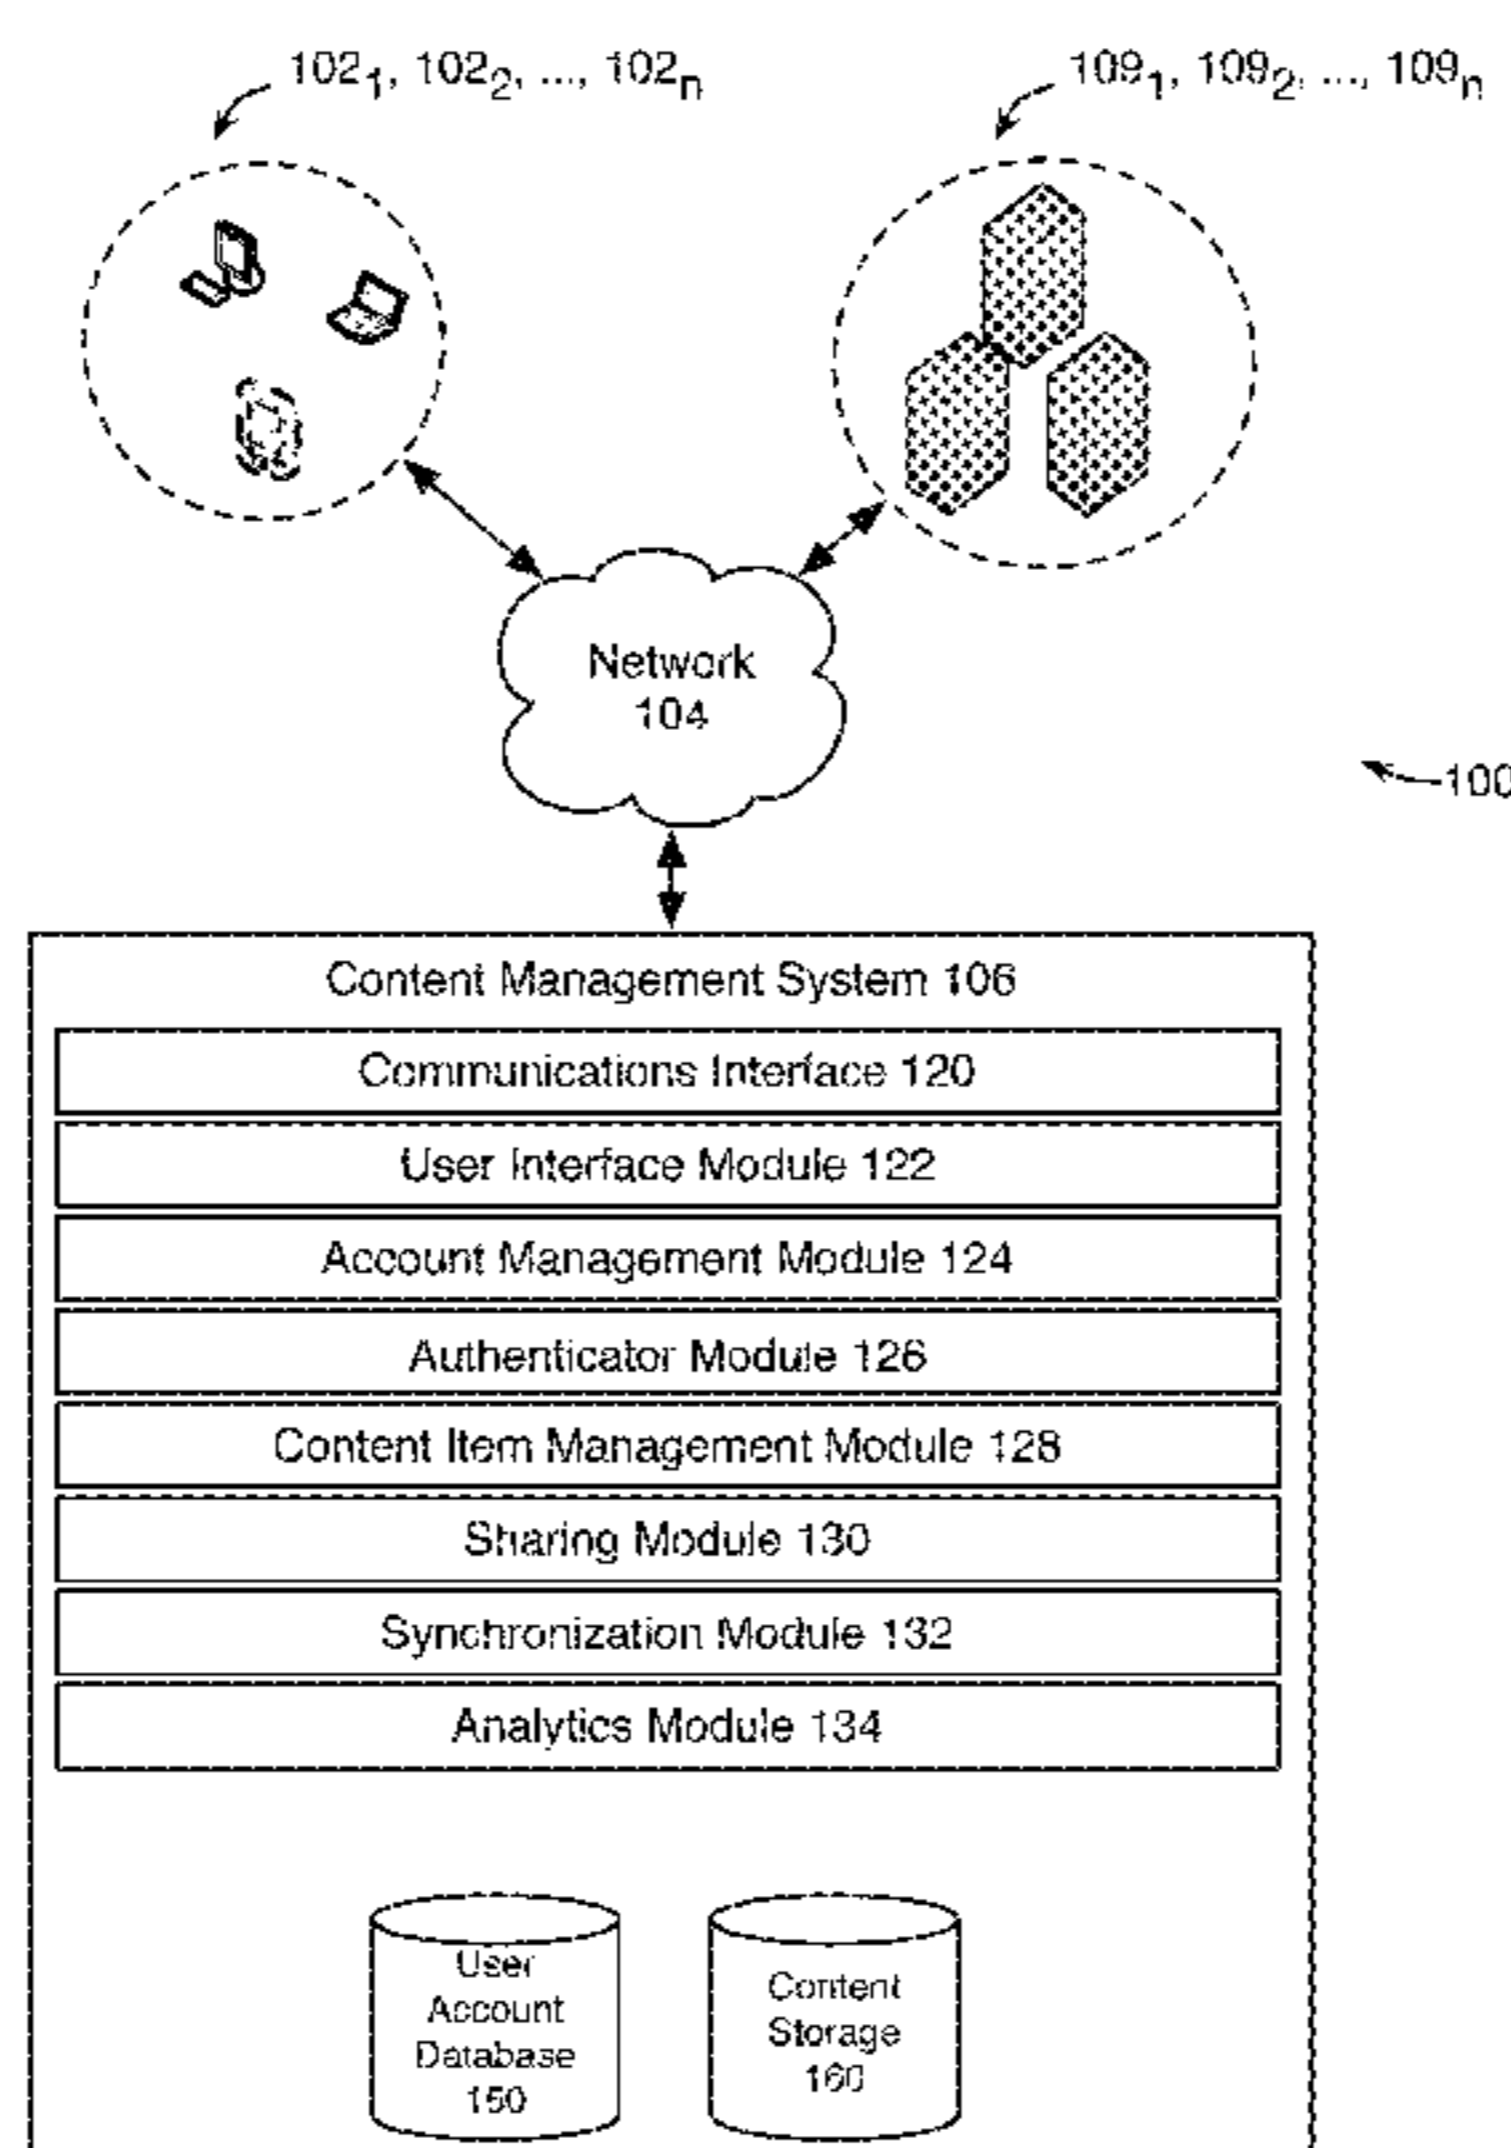 102₁, 102₂, ..., 102ₙ
109₁, 109₂, ..., 109ₙ
Network
104
100
Content Management System 106
Communications Interface 120
User Interface Module 122
Account Management Module 124
Authenticator Module 126
Content Item Management Module 128
Sharing Module 130
Synchronization Module 132
Analytics Module 134
User
Account
Database
150
Content
Storage
160